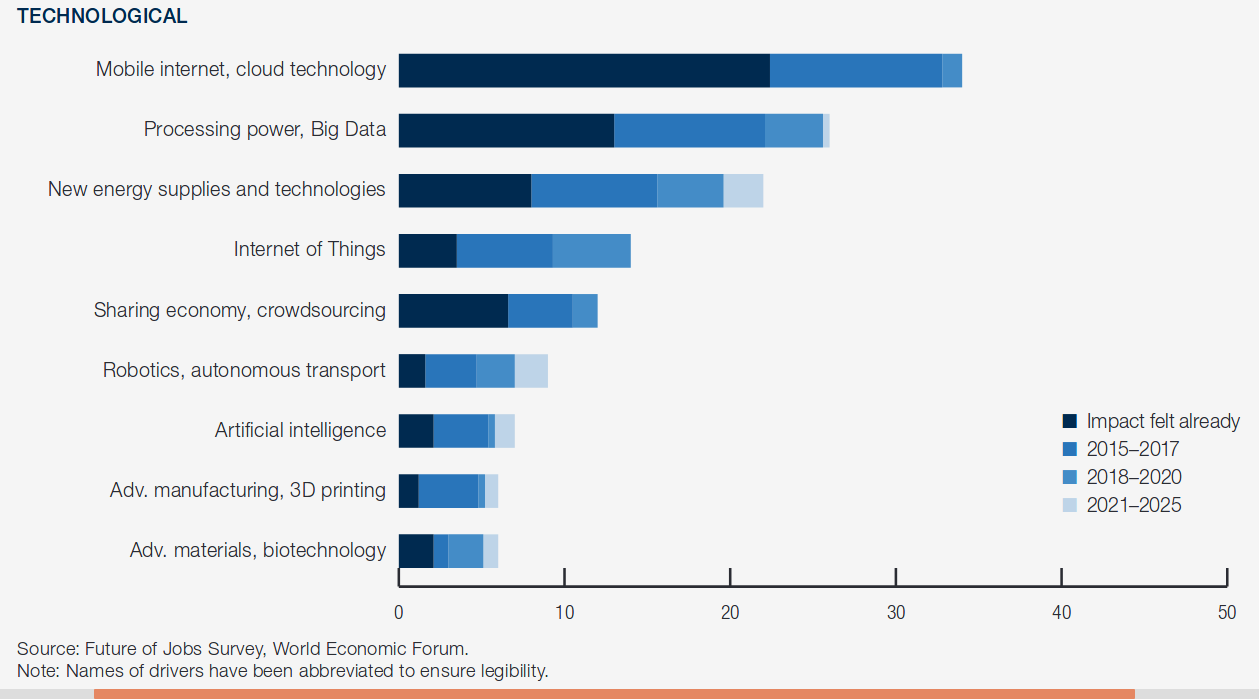 TECHNOLOGICAL
Mobile internet, cloud technology
Processing power, Big Data
New energy supplies and technologies
Internet of Things
Sharing economy, crowdsourcing
Robotics, autonomous transport
Artificial intelligence
Adv. manufacturing, 3D printing
Adv. materials, biotechnology
Impact felt already
2015–2017
2018–2020
2021–2025
0 10 20 30 40 50
Source: Future of Jobs Survey, World Economic Forum.
Note: Names of drivers have been abbreviated to ensure legibility.